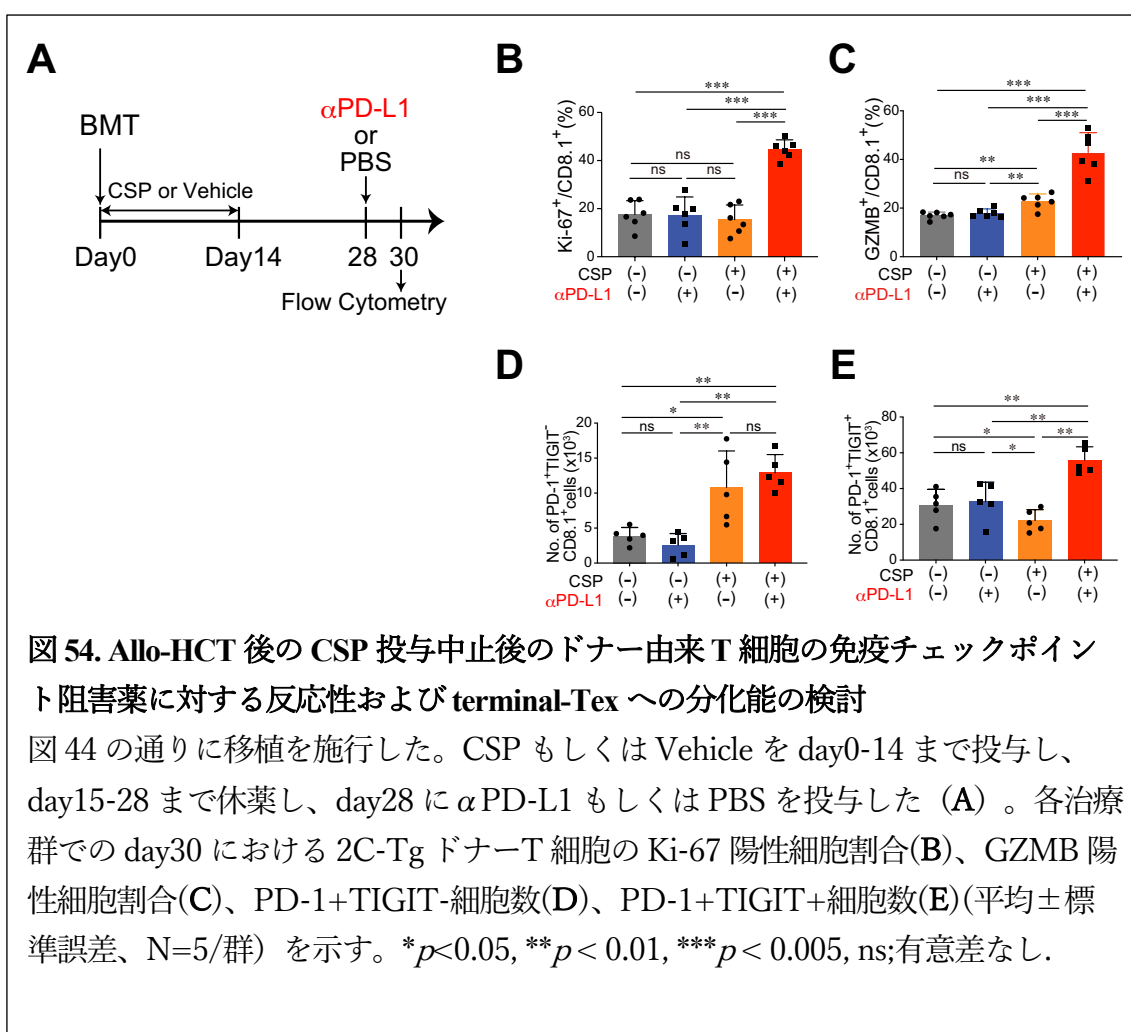 A
BMT
αPD-L1
or
PBS
CSP or Vehicle
Day0
Day14
28
30
Flow Cytometry
B
Ki-67⁺/CD8.1⁺(%)
60
40
20
0
***
***
***
ns
ns
ns
CSP (-) (-) (+) (+)
αPD-L1 (-) (+) (-) (+)
C
GZMB⁺/CD8.1⁺(%)
60
40
20
0
***
***
***
**
ns
**
CSP (-) (-) (+) (+)
αPD-L1 (-) (+) (-) (+)
D
No. of PD-1⁺TIGIT⁻
CD8.1⁺cells (x10³)
20
15
10
5
0
**
**
*
ns
**
ns
CSP (-) (-) (+) (+)
αPD-L1 (-) (+) (-) (+)
E
No. of PD-1⁺TIGIT⁺
CD8.1⁺cells (x10³)
80
60
40
20
0
**
**
*
**
ns
*
CSP (-) (-) (+) (+)
αPD-L1 (-) (+) (-) (+)
図 54. Allo-HCT 後の CSP 投与中止後のドナー由来 T 細胞の免疫チェックポイン
ト阻害薬に対する反応性および terminal-Tex への分化能の検討
図 44 の通りに移植を施行した。CSP もしくは Vehicle を day0-14 まで投与し、
day15-28 まで休薬し、day28 に αPD-L1 もしくは PBS を投与した（A）。各治療
群での day30 における 2C-Tg ドナーT 細胞の Ki-67 陽性細胞割合(B)、GZMB 陽
性細胞割合(C)、PD-1+TIGIT-細胞数(D)、PD-1+TIGIT+細胞数(E)(平均±標
準誤差、N=5/群）を示す。*p<0.05, **p < 0.01, ***p < 0.005, ns;有意差なし.